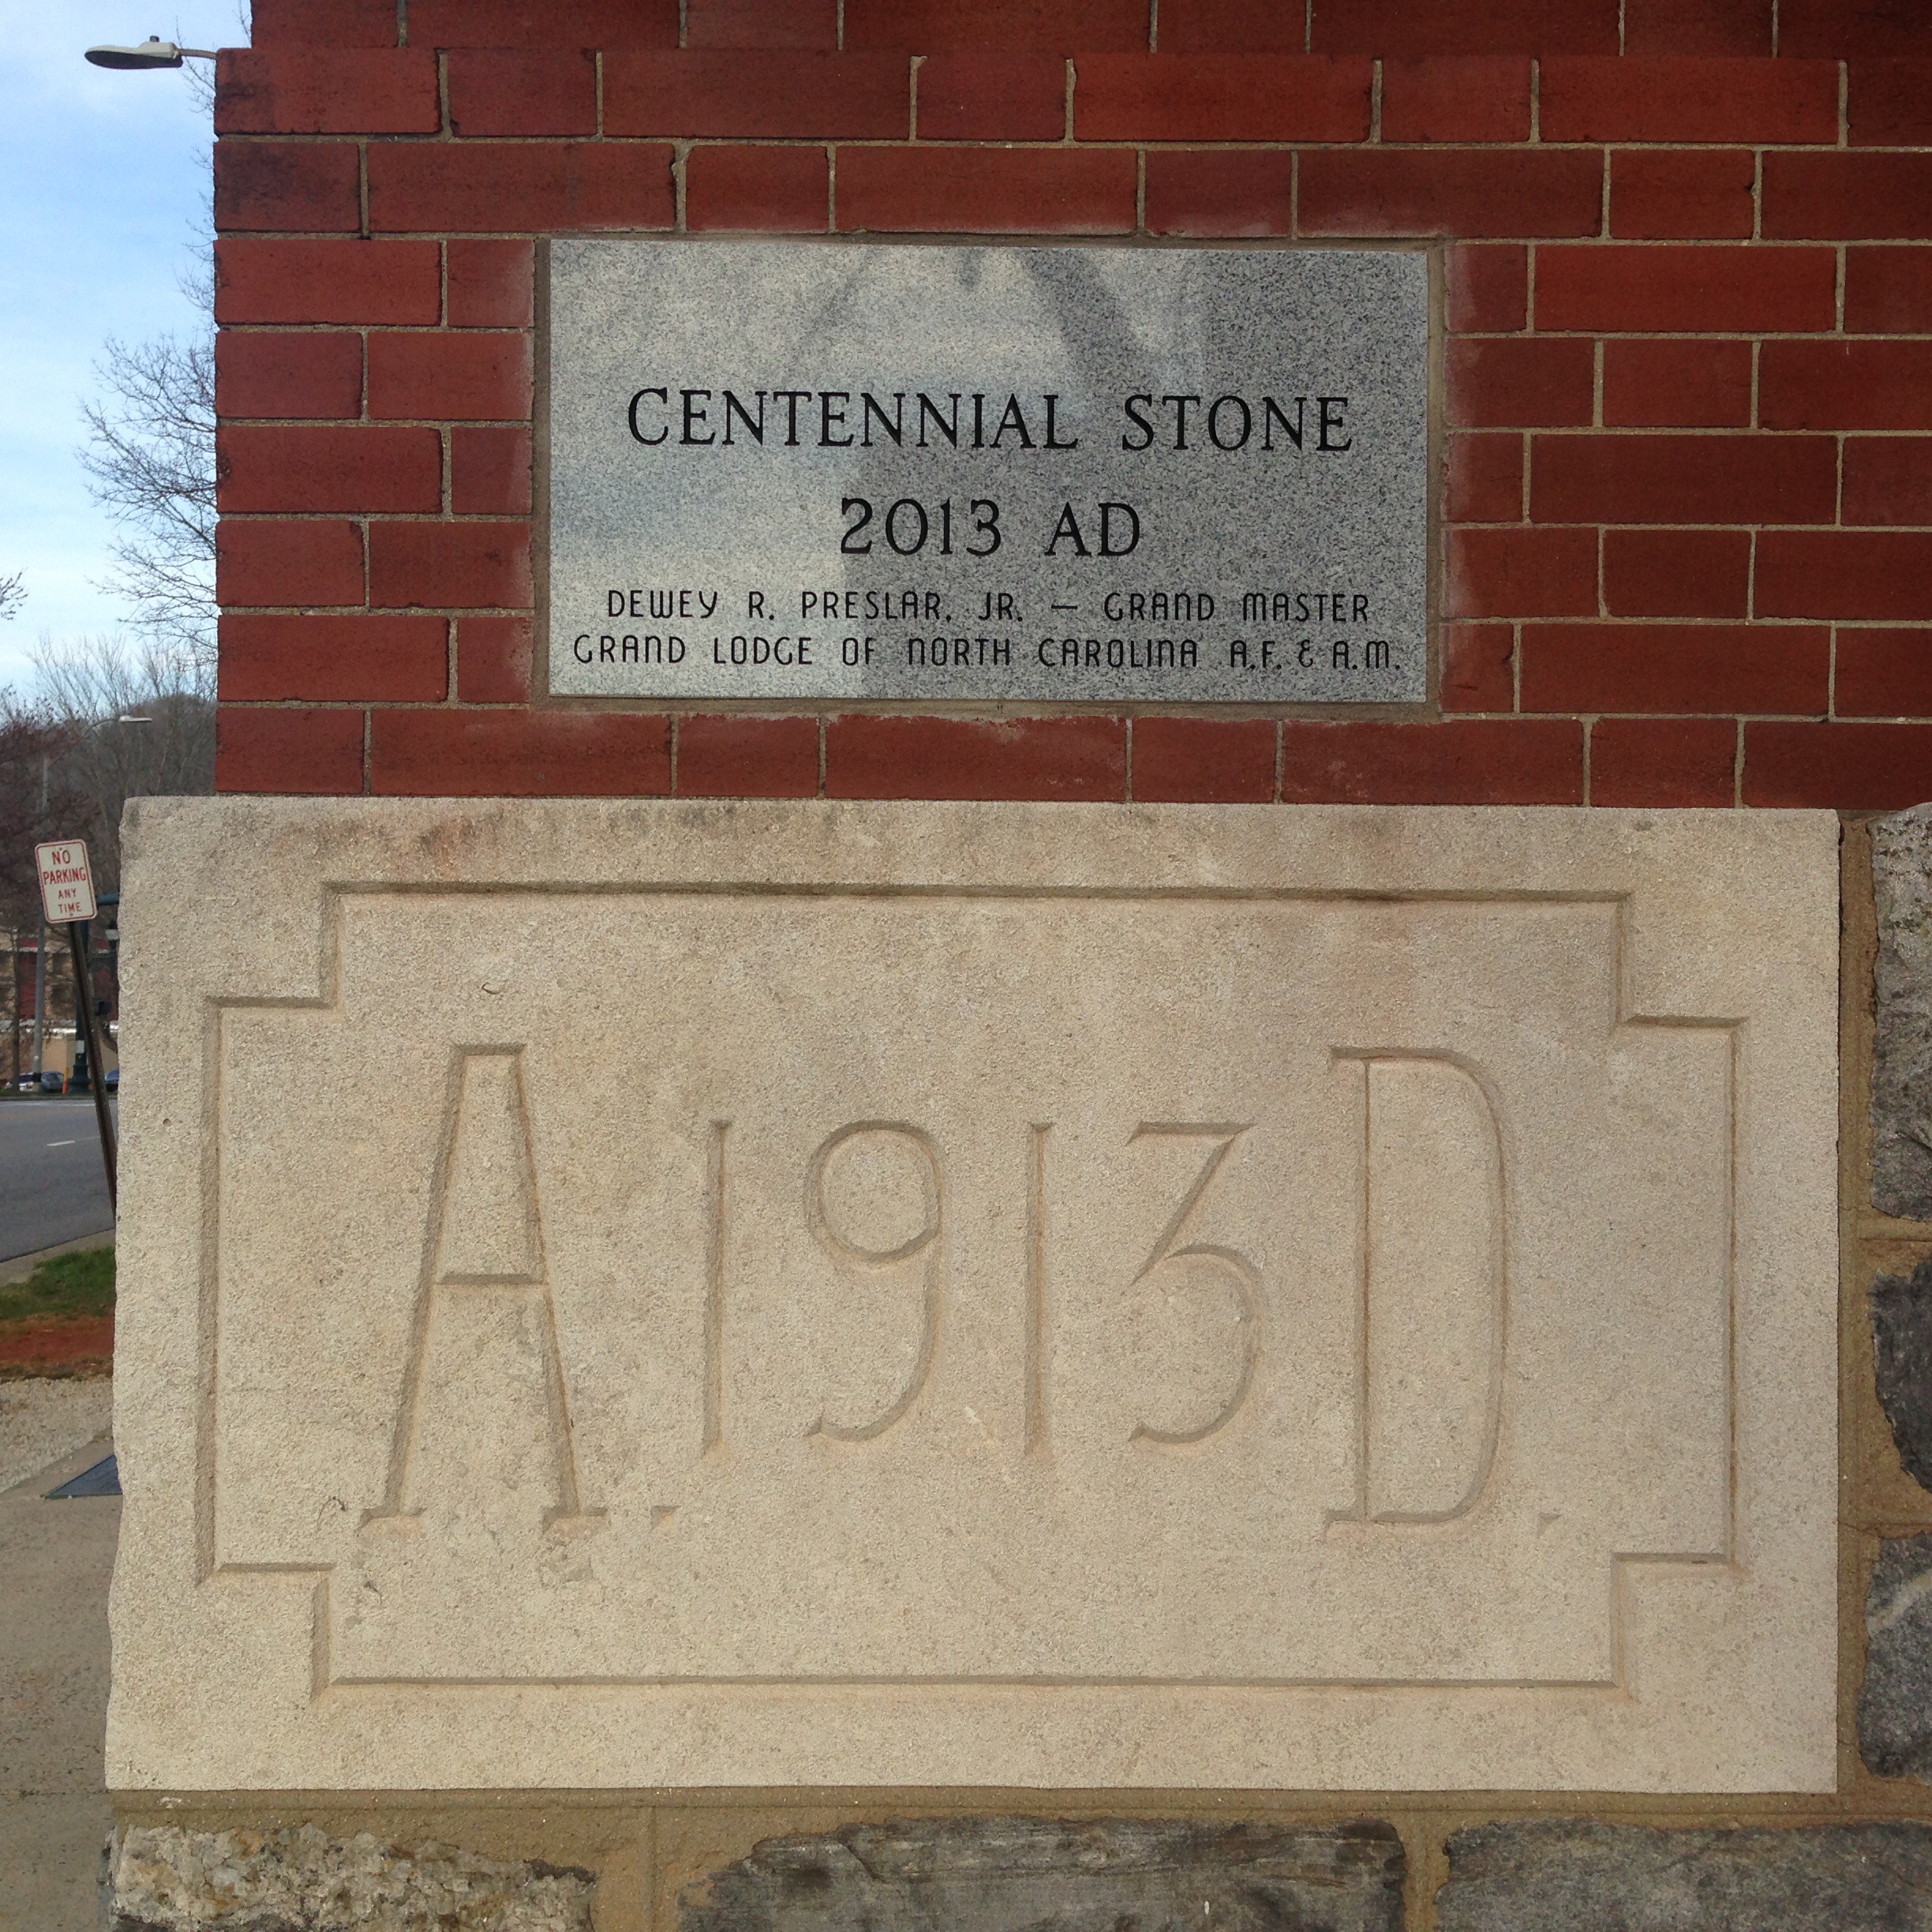 CENTENNIAL STONE
2013 AD
DEWEY R. PRESLAR, JR. — GRAND MASTER
GRAND LODGE OF NORTH CAROLINA A.F. & A.M.
NO
PARKING
ANY
TIME
A. 1913 D.